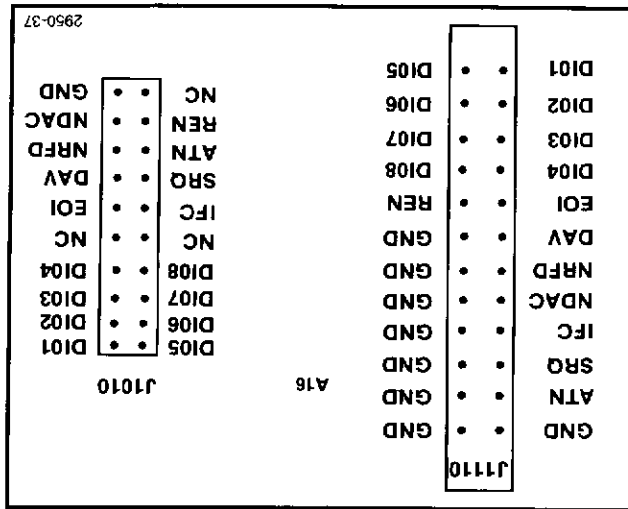 J1110
GND GND
ATN GND
SRQ GND
IFC GND
NDAC GND
NRFD GND
DAV GND
EOI REN
DIO4 DIO8
DIO3 DIO7
DIO2 DIO6
DIO1 DIO5
A16
J1010
DIO5 DIO1
DIO6 DIO2
DIO7 DIO3
DIO8 DIO4
NC NC
IFC EOI
SRQ DAV
ATN NRFD
REN NDAC
NC GND
2950-37